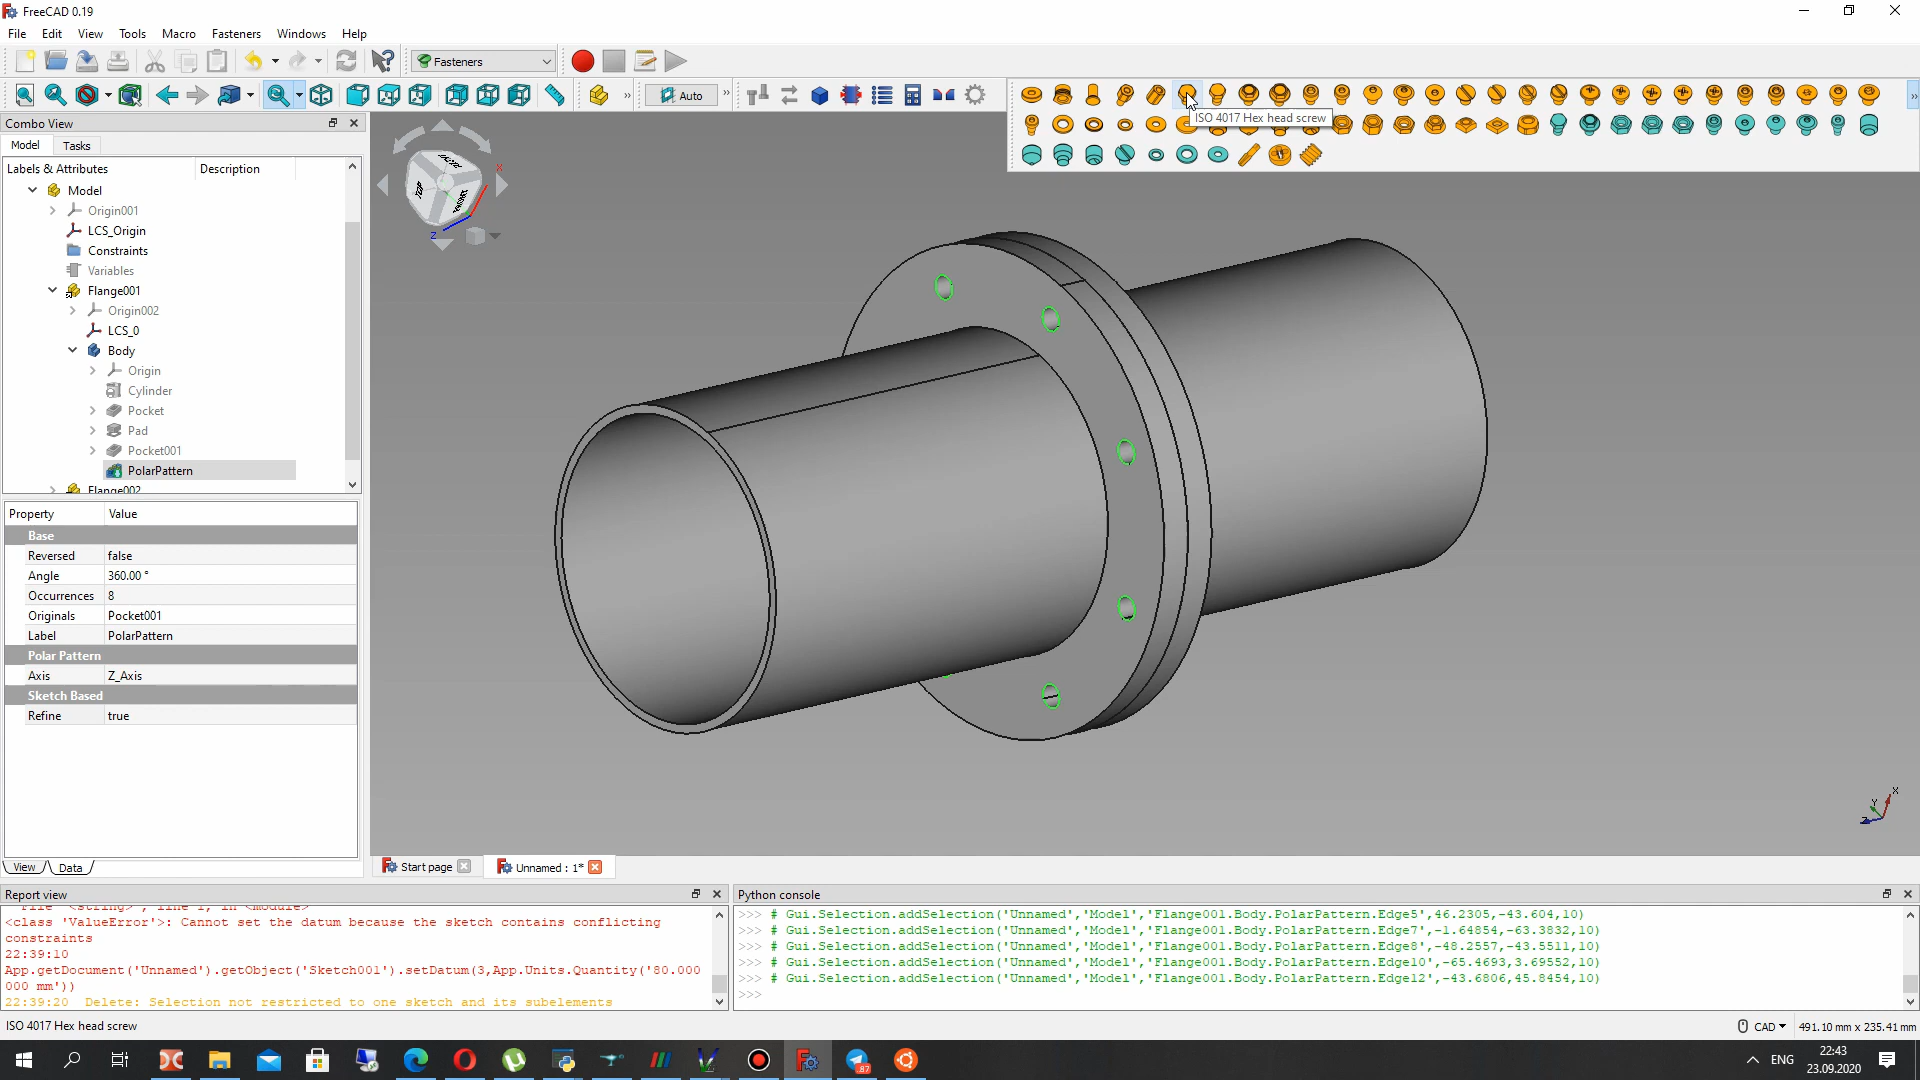 FreeCAD 0.19
File Edit View Tools Macro Fasteners Windows Help
Fasteners
Auto
ISO 4017 Hex head screw
Combo View
Model Tasks
Labels & Attributes Description
Model
Origin001
LCS_Origin
Constraints
Variables
Flange001
Origin002
LCS_0
Body
Origin
Cylinder
Pocket
Pad
Pocket001
PolarPattern
Flange002
TOP
X
Z
Property Value
Base
Reversed false
Angle 360.00 °
Occurrences 8
Originals Pocket001
Label PolarPattern
Polar Pattern
Axis Z_Axis
Sketch Based
Refine true
X
Y
Z
View Data
Start page
Unnamed : 1*
Report view
File "<string>", line 1, in <module>
<class 'ValueError'>: Cannot set the datum because the sketch contains conflicting
constraints
22:39:10
App.getDocument('Unnamed').getObject('Sketch001').setDatum(3,App.Units.Quantity('80.000
000 mm'))
22:39:20 Delete: Selection not restricted to one sketch and its subelements
Python console
>>> # Gui.Selection.addSelection('Unnamed','Model','Flange001.Body.PolarPattern.Edge5',46.2305,-43.604,10)
>>> # Gui.Selection.addSelection('Unnamed','Model','Flange001.Body.PolarPattern.Edge7',-1.64854,-63.3832,10)
>>> # Gui.Selection.addSelection('Unnamed','Model','Flange001.Body.PolarPattern.Edge8',-48.2557,-43.5511,10)
>>> # Gui.Selection.addSelection('Unnamed','Model','Flange001.Body.PolarPattern.Edge10',-65.4693,3.69552,10)
>>> # Gui.Selection.addSelection('Unnamed','Model','Flange001.Body.PolarPattern.Edge12',-43.6806,45.8454,10)
>>>
ISO 4017 Hex head screw
CAD
491.10 mm x 235.41 mm
87
ENG
22:43
23.09.2020